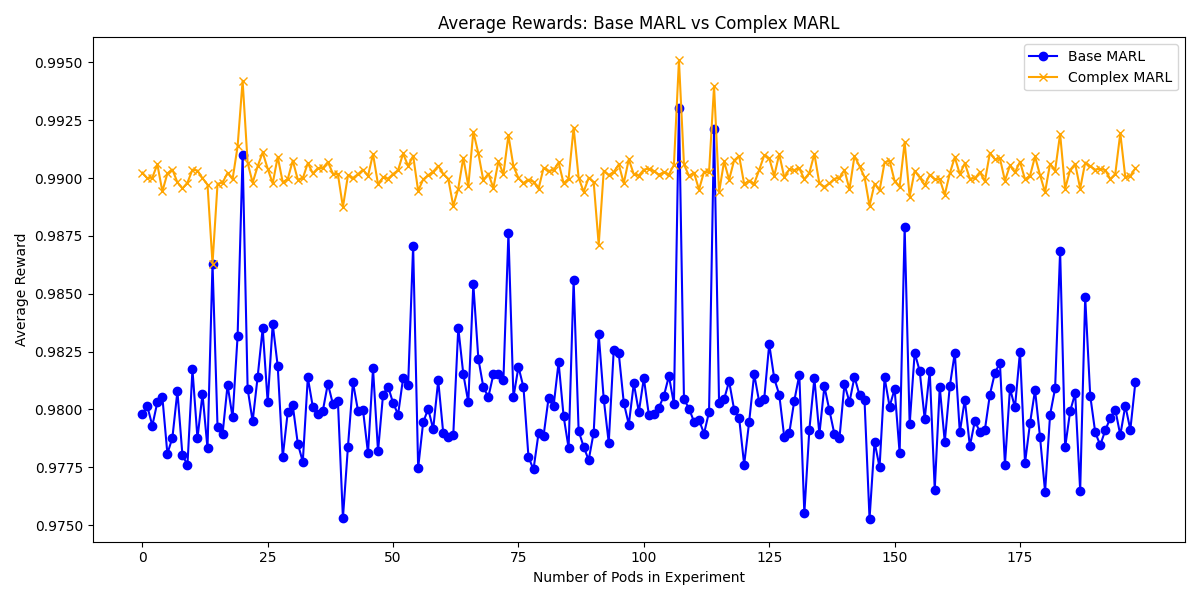 Average Rewards: Base MARL vs Complex MARL
Base MARL
Complex MARL
0.9950
0.9925
0.9900
0.9875
0.9850
0.9825
0.9800
0.9775
0.9750
Average Reward
0 25 50 75 100 125 150 175
Number of Pods in Experiment